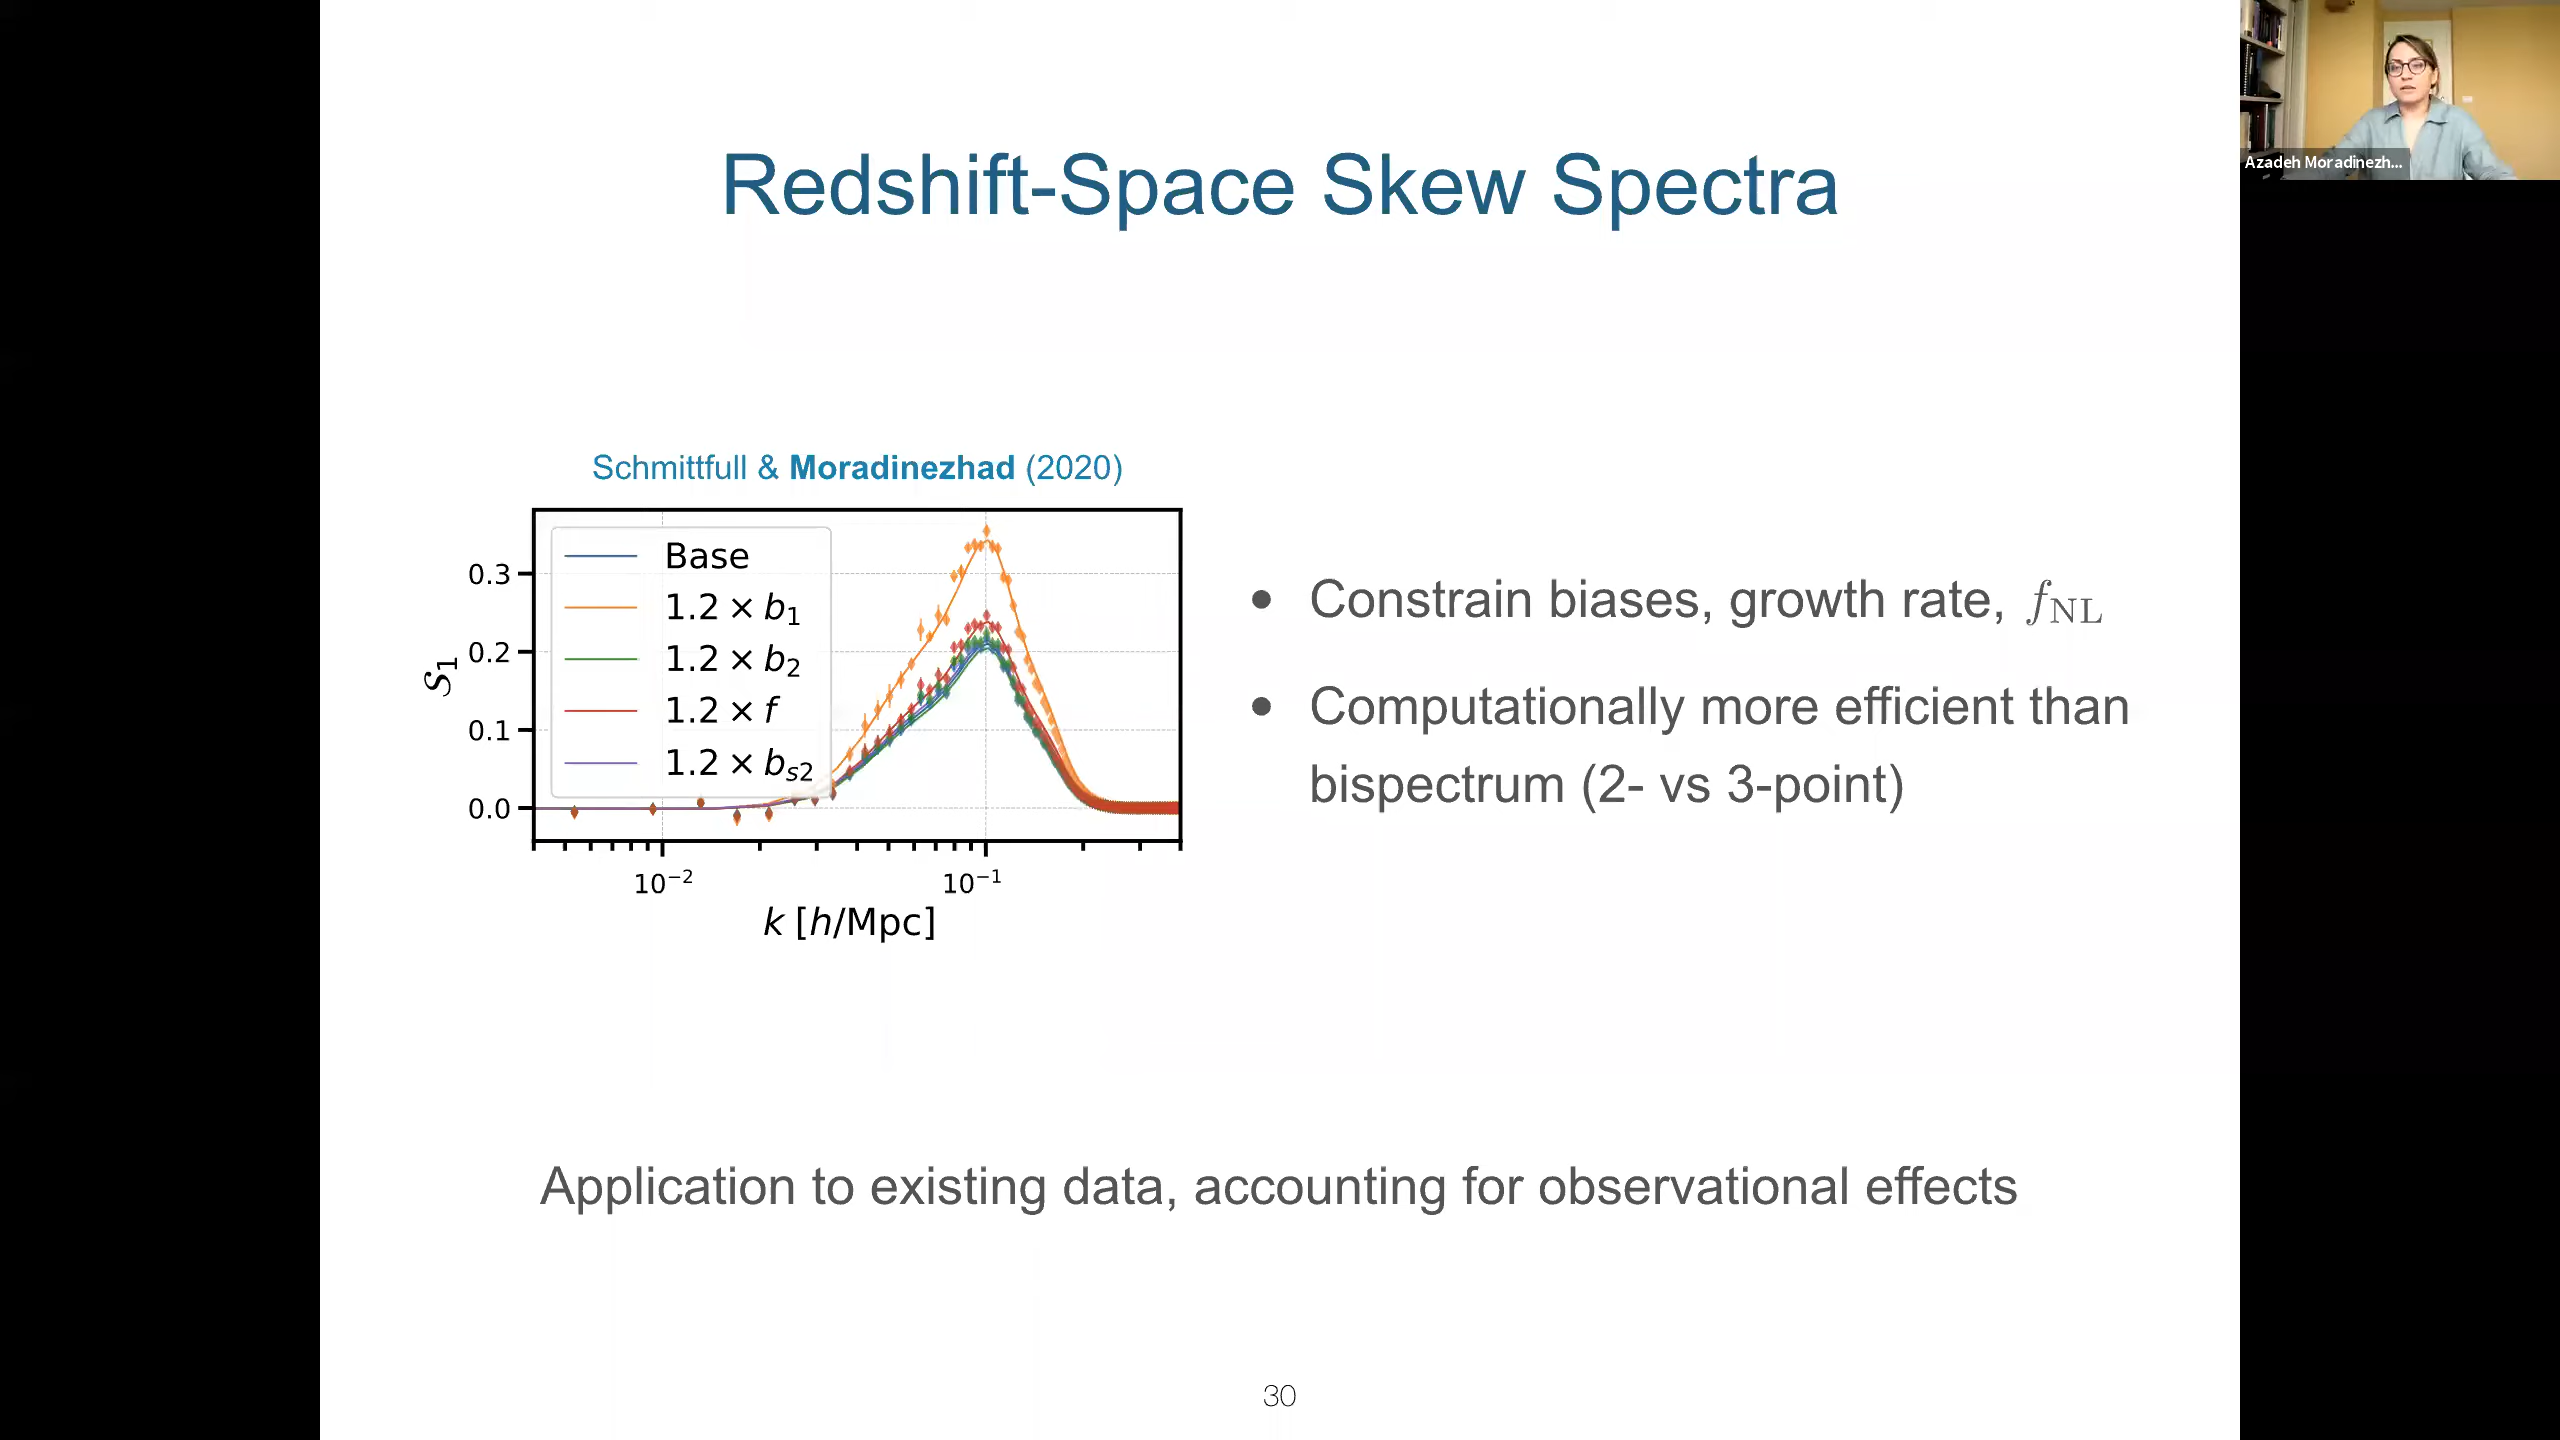 Redshift-Space Skew Spectra
Azadeh Moradinezh...
Schmittfull & Moradinezhad (2020)
Base
1.2 × b₁
1.2 × b₂
1.2 × f
1.2 × bₛ₂
0.3
0.2
0.1
0.0
𝒮₁
10⁻²
10⁻¹
k [h/Mpc]
• Constrain biases, growth rate, f_NL
• Computationally more efficient than
bispectrum (2- vs 3-point)
Application to existing data, accounting for observational effects
30